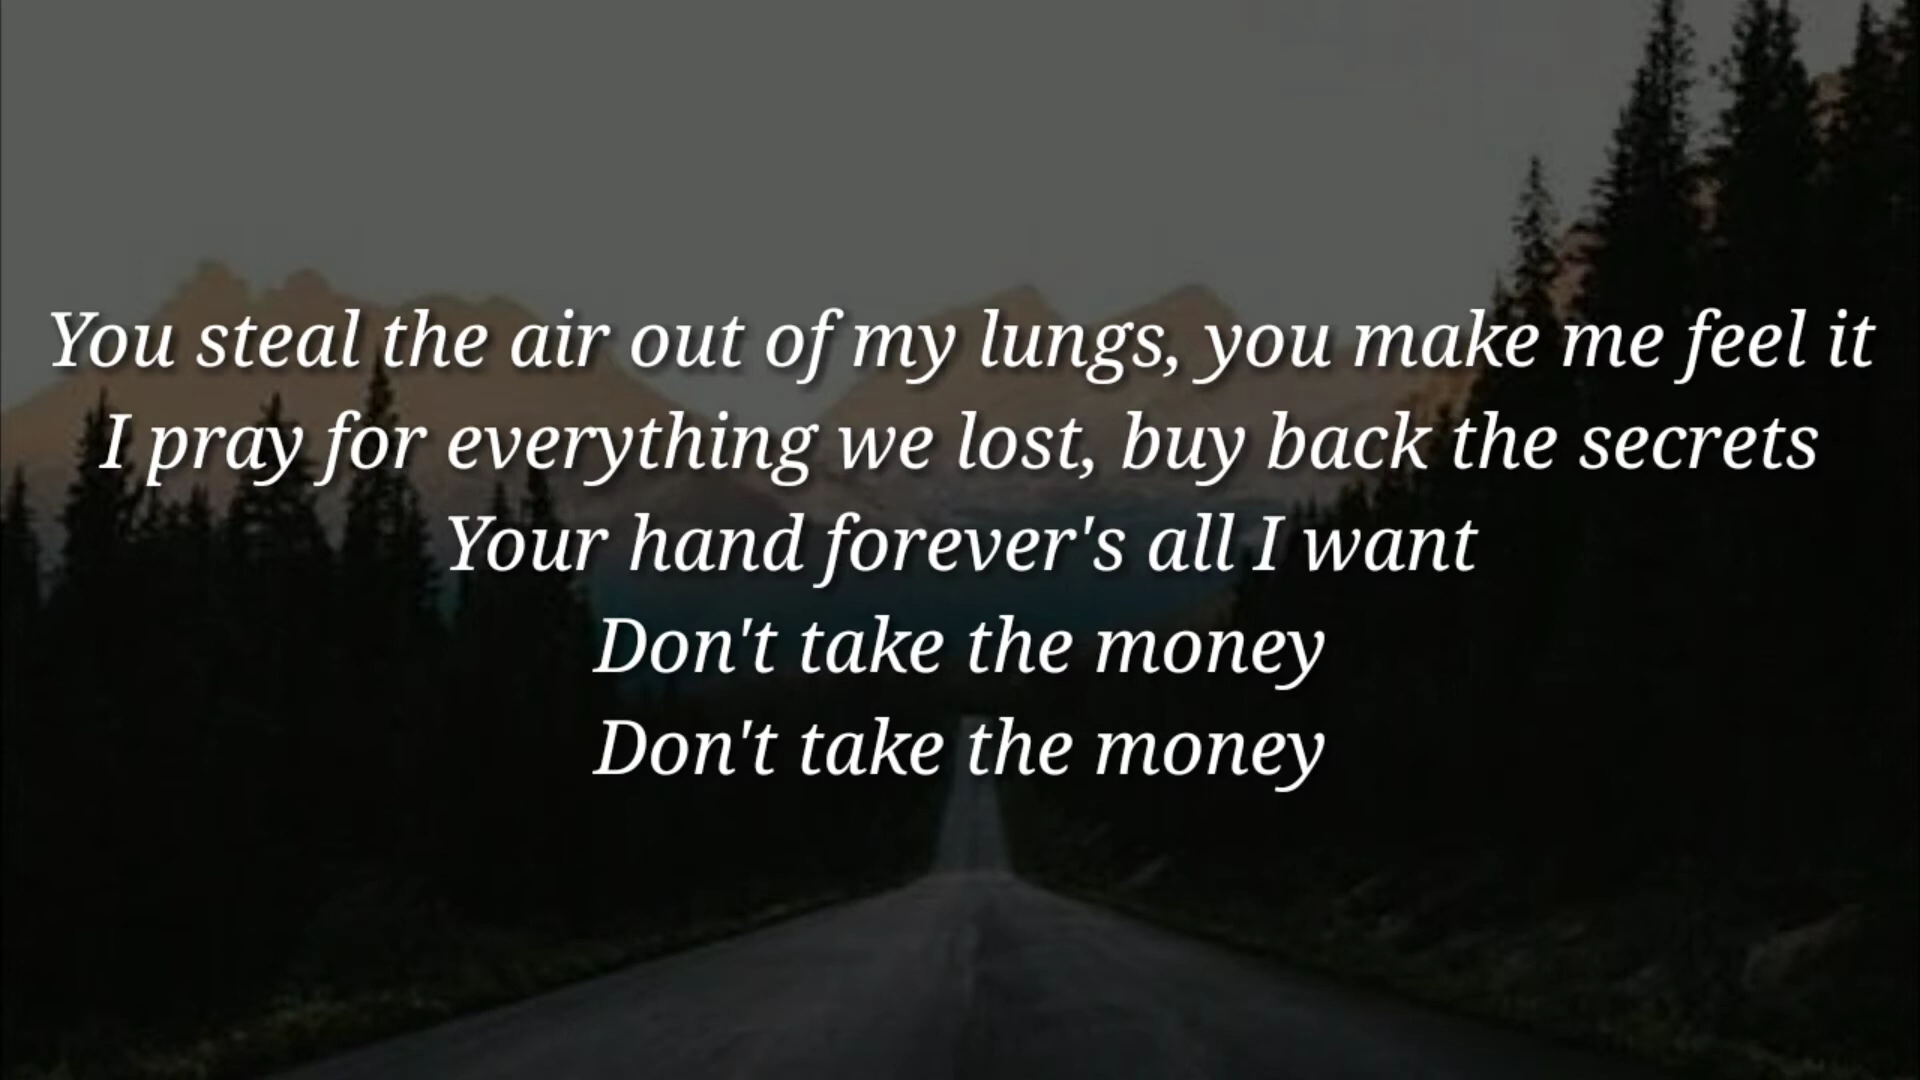 You steal the air out of my lungs, you make me feel it
I pray for everything we lost, buy back the secrets
Your hand forever's all I want
Don't take the money
Don't take the money